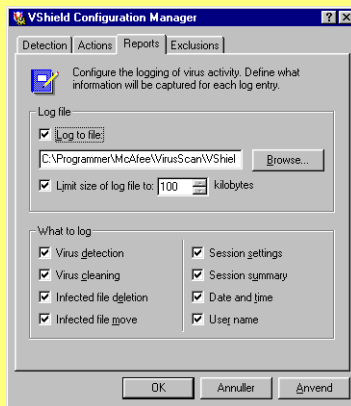 VShield Configuration Manager
Detection Actions Reports Exclusions
Configure the logging of virus activity. Define what
information will be captured for each log entry.
Log file
Log to file:
C:\Programmer\McAfee\VirusScan\VShiel Browse...
Limit size of log file to: 100 kilobytes
What to log
Virus detection Session settings
Virus cleaning Session summary
Infected file deletion Date and time
Infected file move User name
OK Annuller Anvend